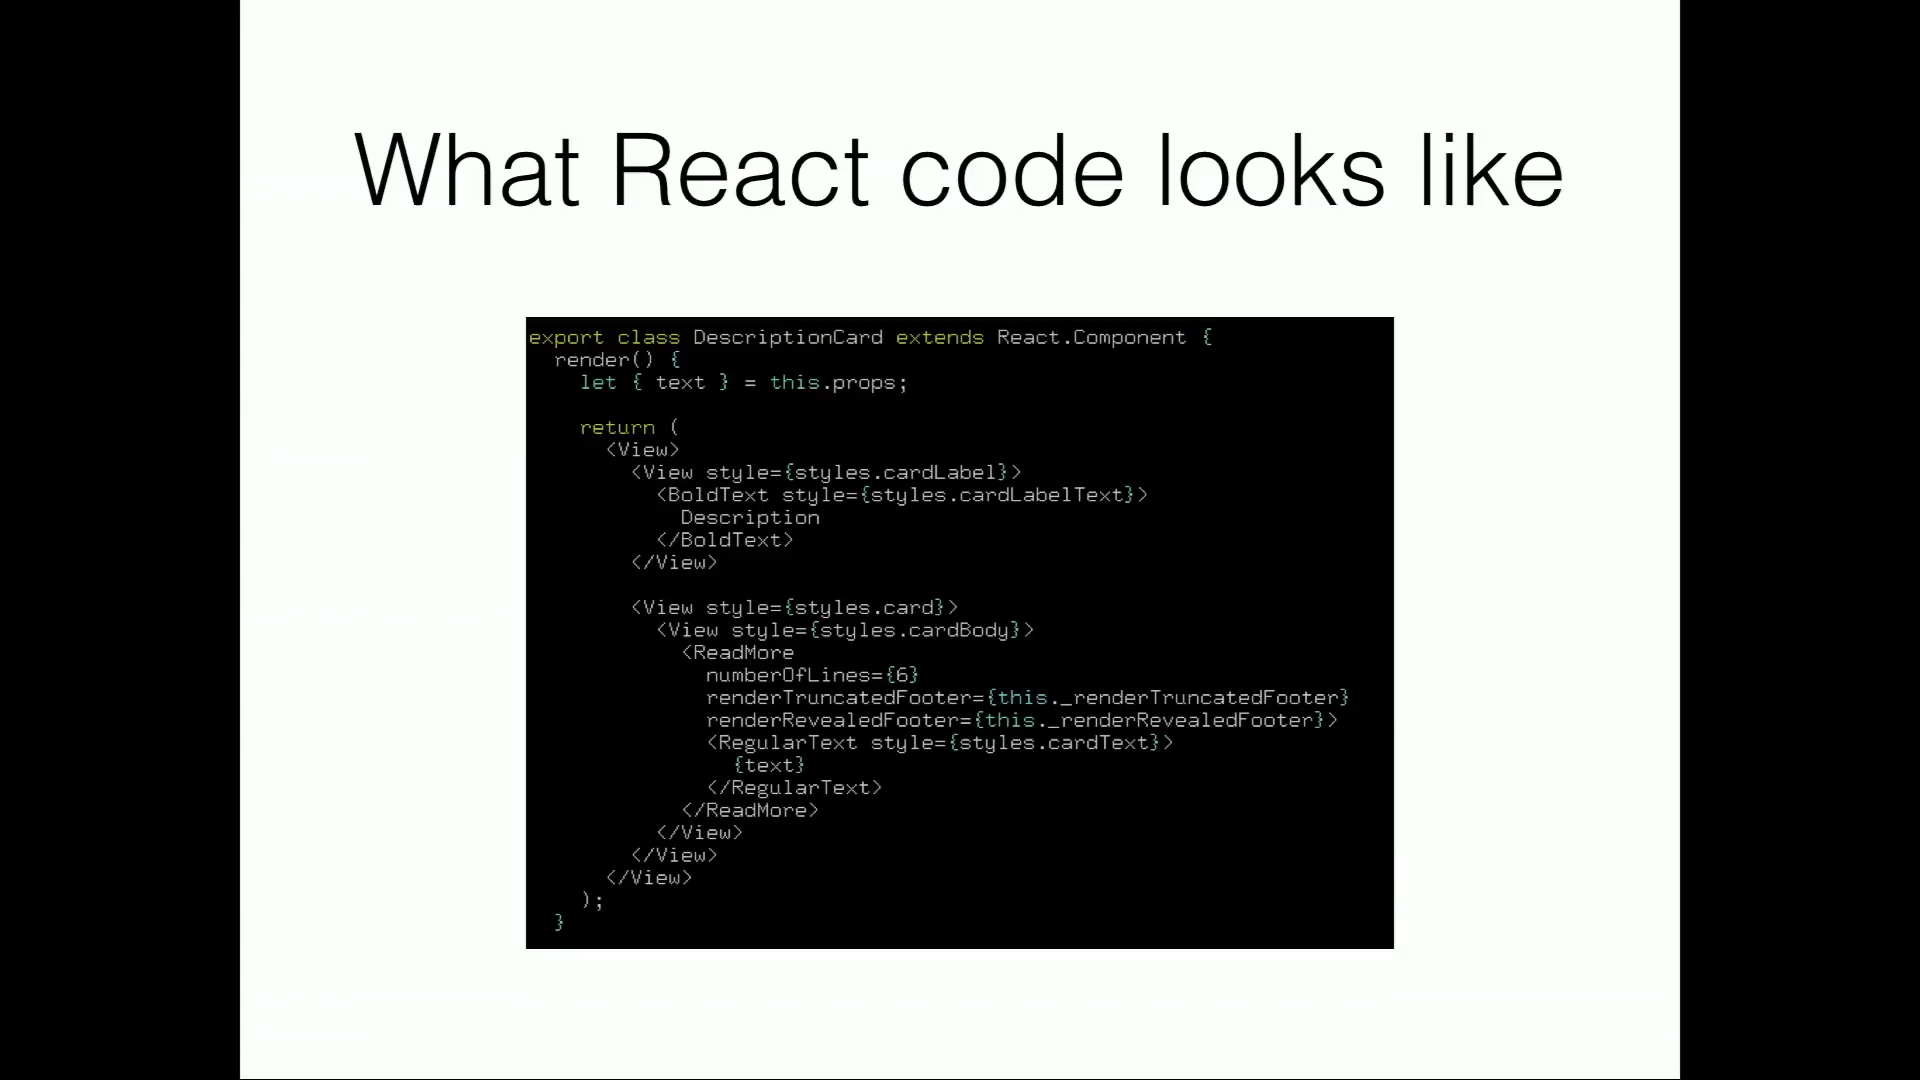 What React code looks like
export class DescriptionCard extends React.Component {
  render() {
    let { text } = this.props;

    return (
      <View>
        <View style={styles.cardLabel}>
          <BoldText style={styles.cardLabelText}>
            Description
          </BoldText>
        </View>

        <View style={styles.card}>
          <View style={styles.cardBody}>
            <ReadMore
              numberOfLines={6}
              renderTruncatedFooter={this._renderTruncatedFooter}
              renderRevealedFooter={this._renderRevealedFooter}>
              <RegularText style={styles.cardText}>
                {text}
              </RegularText>
            </ReadMore>
          </View>
        </View>
      </View>
    );
  }